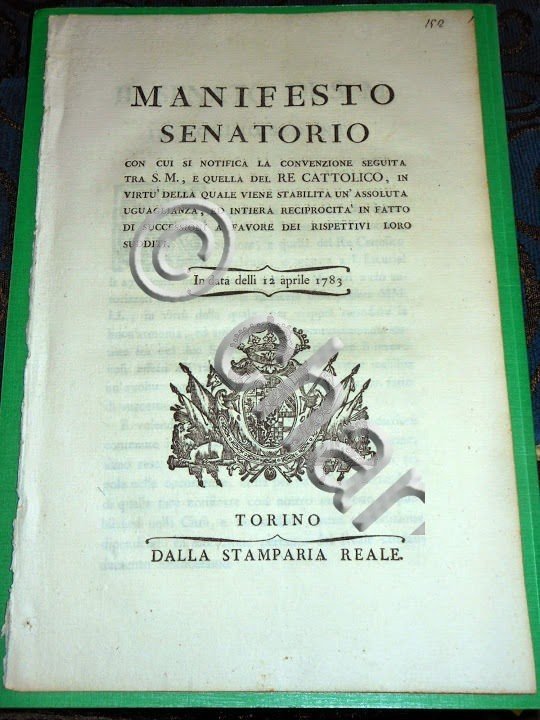 152
MANIFESTO
SENATORIO
CON CUI SI NOTIFICA LA CONVENZIONE SEGUITA
TRA S. M., E QUELLA DEL RE CATTOLICO, IN
VIRTU' DELLA QUALE VIENE STABILITA UN' ASSOLUTA
UGUAGLIANZA, ED INTIERA RECIPROCITA' IN FATTO
DI SUCCESSIONI A FAVORE DEI RISPETTIVI LORO
SUDDITI.
In data delli 12 aprile 1783
©
Shar
TORINO
DALLA STAMPARIA REALE.